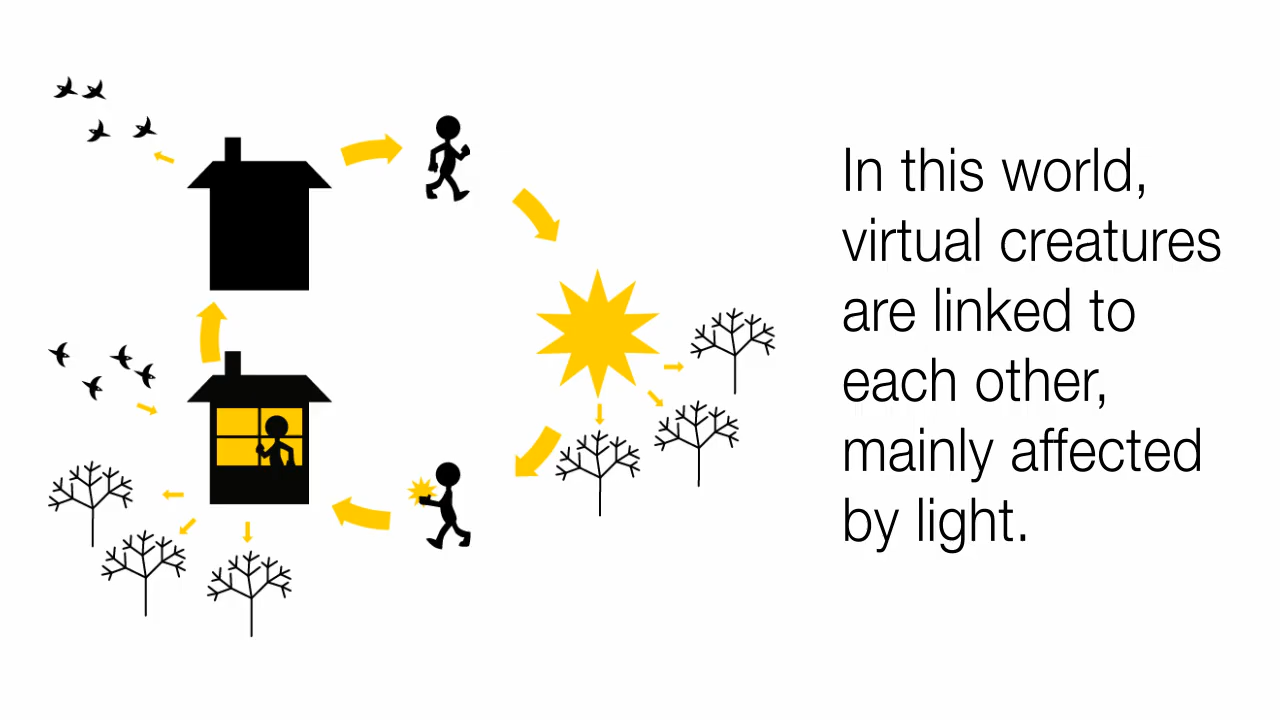 In this world,
virtual creatures
are linked to
each other,
mainly affected
by light.